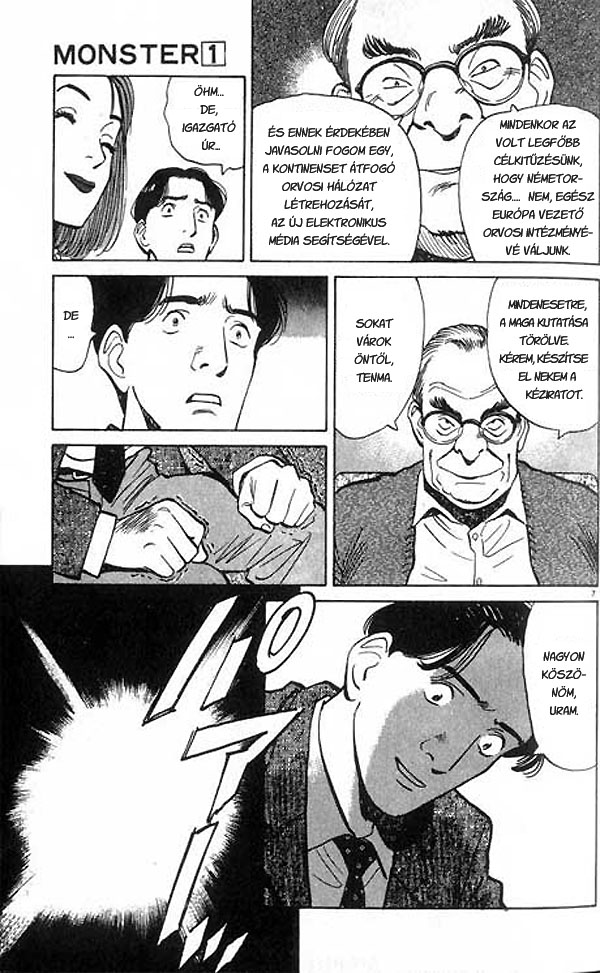 MONSTER 1
MINDENKOR AZ
VOLT LEGFŐBB
CÉLKITŰZÉSÜNK,
HOGY NÉMETOR-
SZÁG.... NEM, EGÉSZ
EURÓPA VEZETŐ
ORVOSI INTÉZMÉNYÉ-
VÉ VÁLJUNK.
ÉS ENNEK ÉRDEKÉBEN
JAVASOLNI FOGOM EGY,
A KONTINENSET ÁTFOGÓ
ORVOSI HÁLÓZAT
LÉTREHOZÁSÁT,
AZ ÚJ ELEKTRONIKUS
MÉDIA SEGÍTSÉGÉVEL.
ÖHM...
DE,
IGAZGATÓ
ÚR...
MINDENESETRE,
A MAGA KUTATÁSA
TÖRÖLVE.
KÉREM, KÉSZÍTSE
EL NEKEM A
KÉZIRATOT.
SOKAT
VÁROK
ÖNTŐL,
TENMA.
DE
...
7
NAGYON
KÖSZÖ-
NÖM,
URAM.